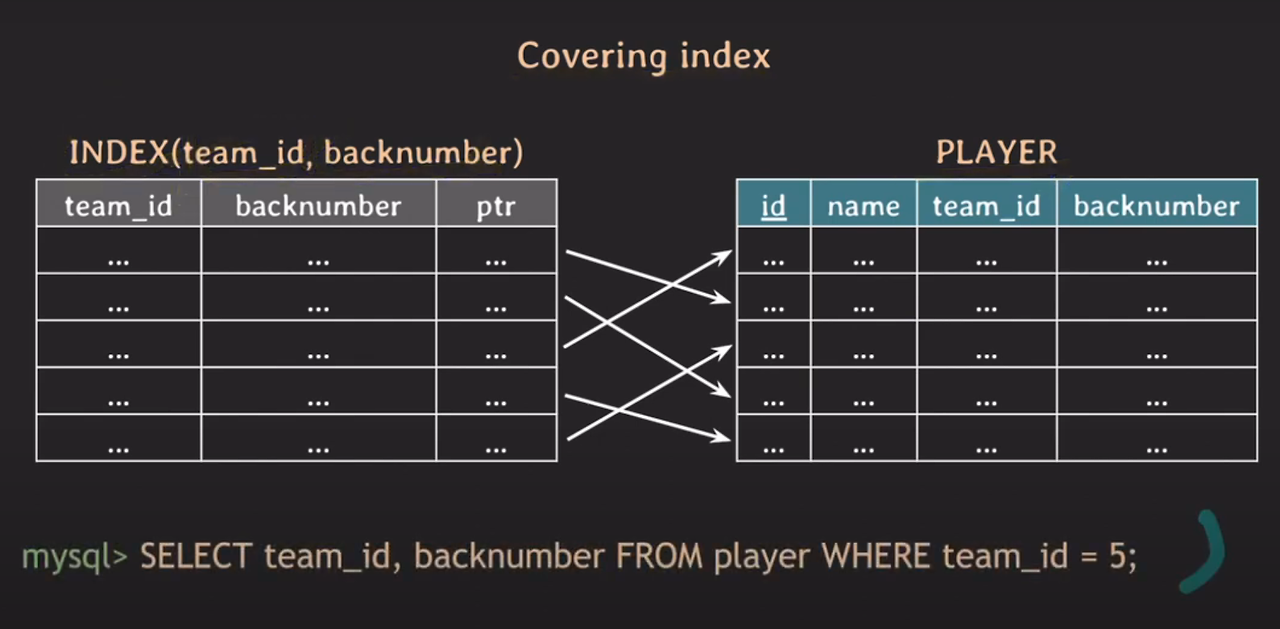 Covering index
INDEX(team_id, backnumber)
team_id backnumber ptr
... ... ...
... ... ...
... ... ...
... ... ...
... ... ...
PLAYER
id name team_id backnumber
... ... ... ...
... ... ... ...
... ... ... ...
... ... ... ...
... ... ... ...
mysql> SELECT team_id, backnumber FROM player WHERE team_id = 5;